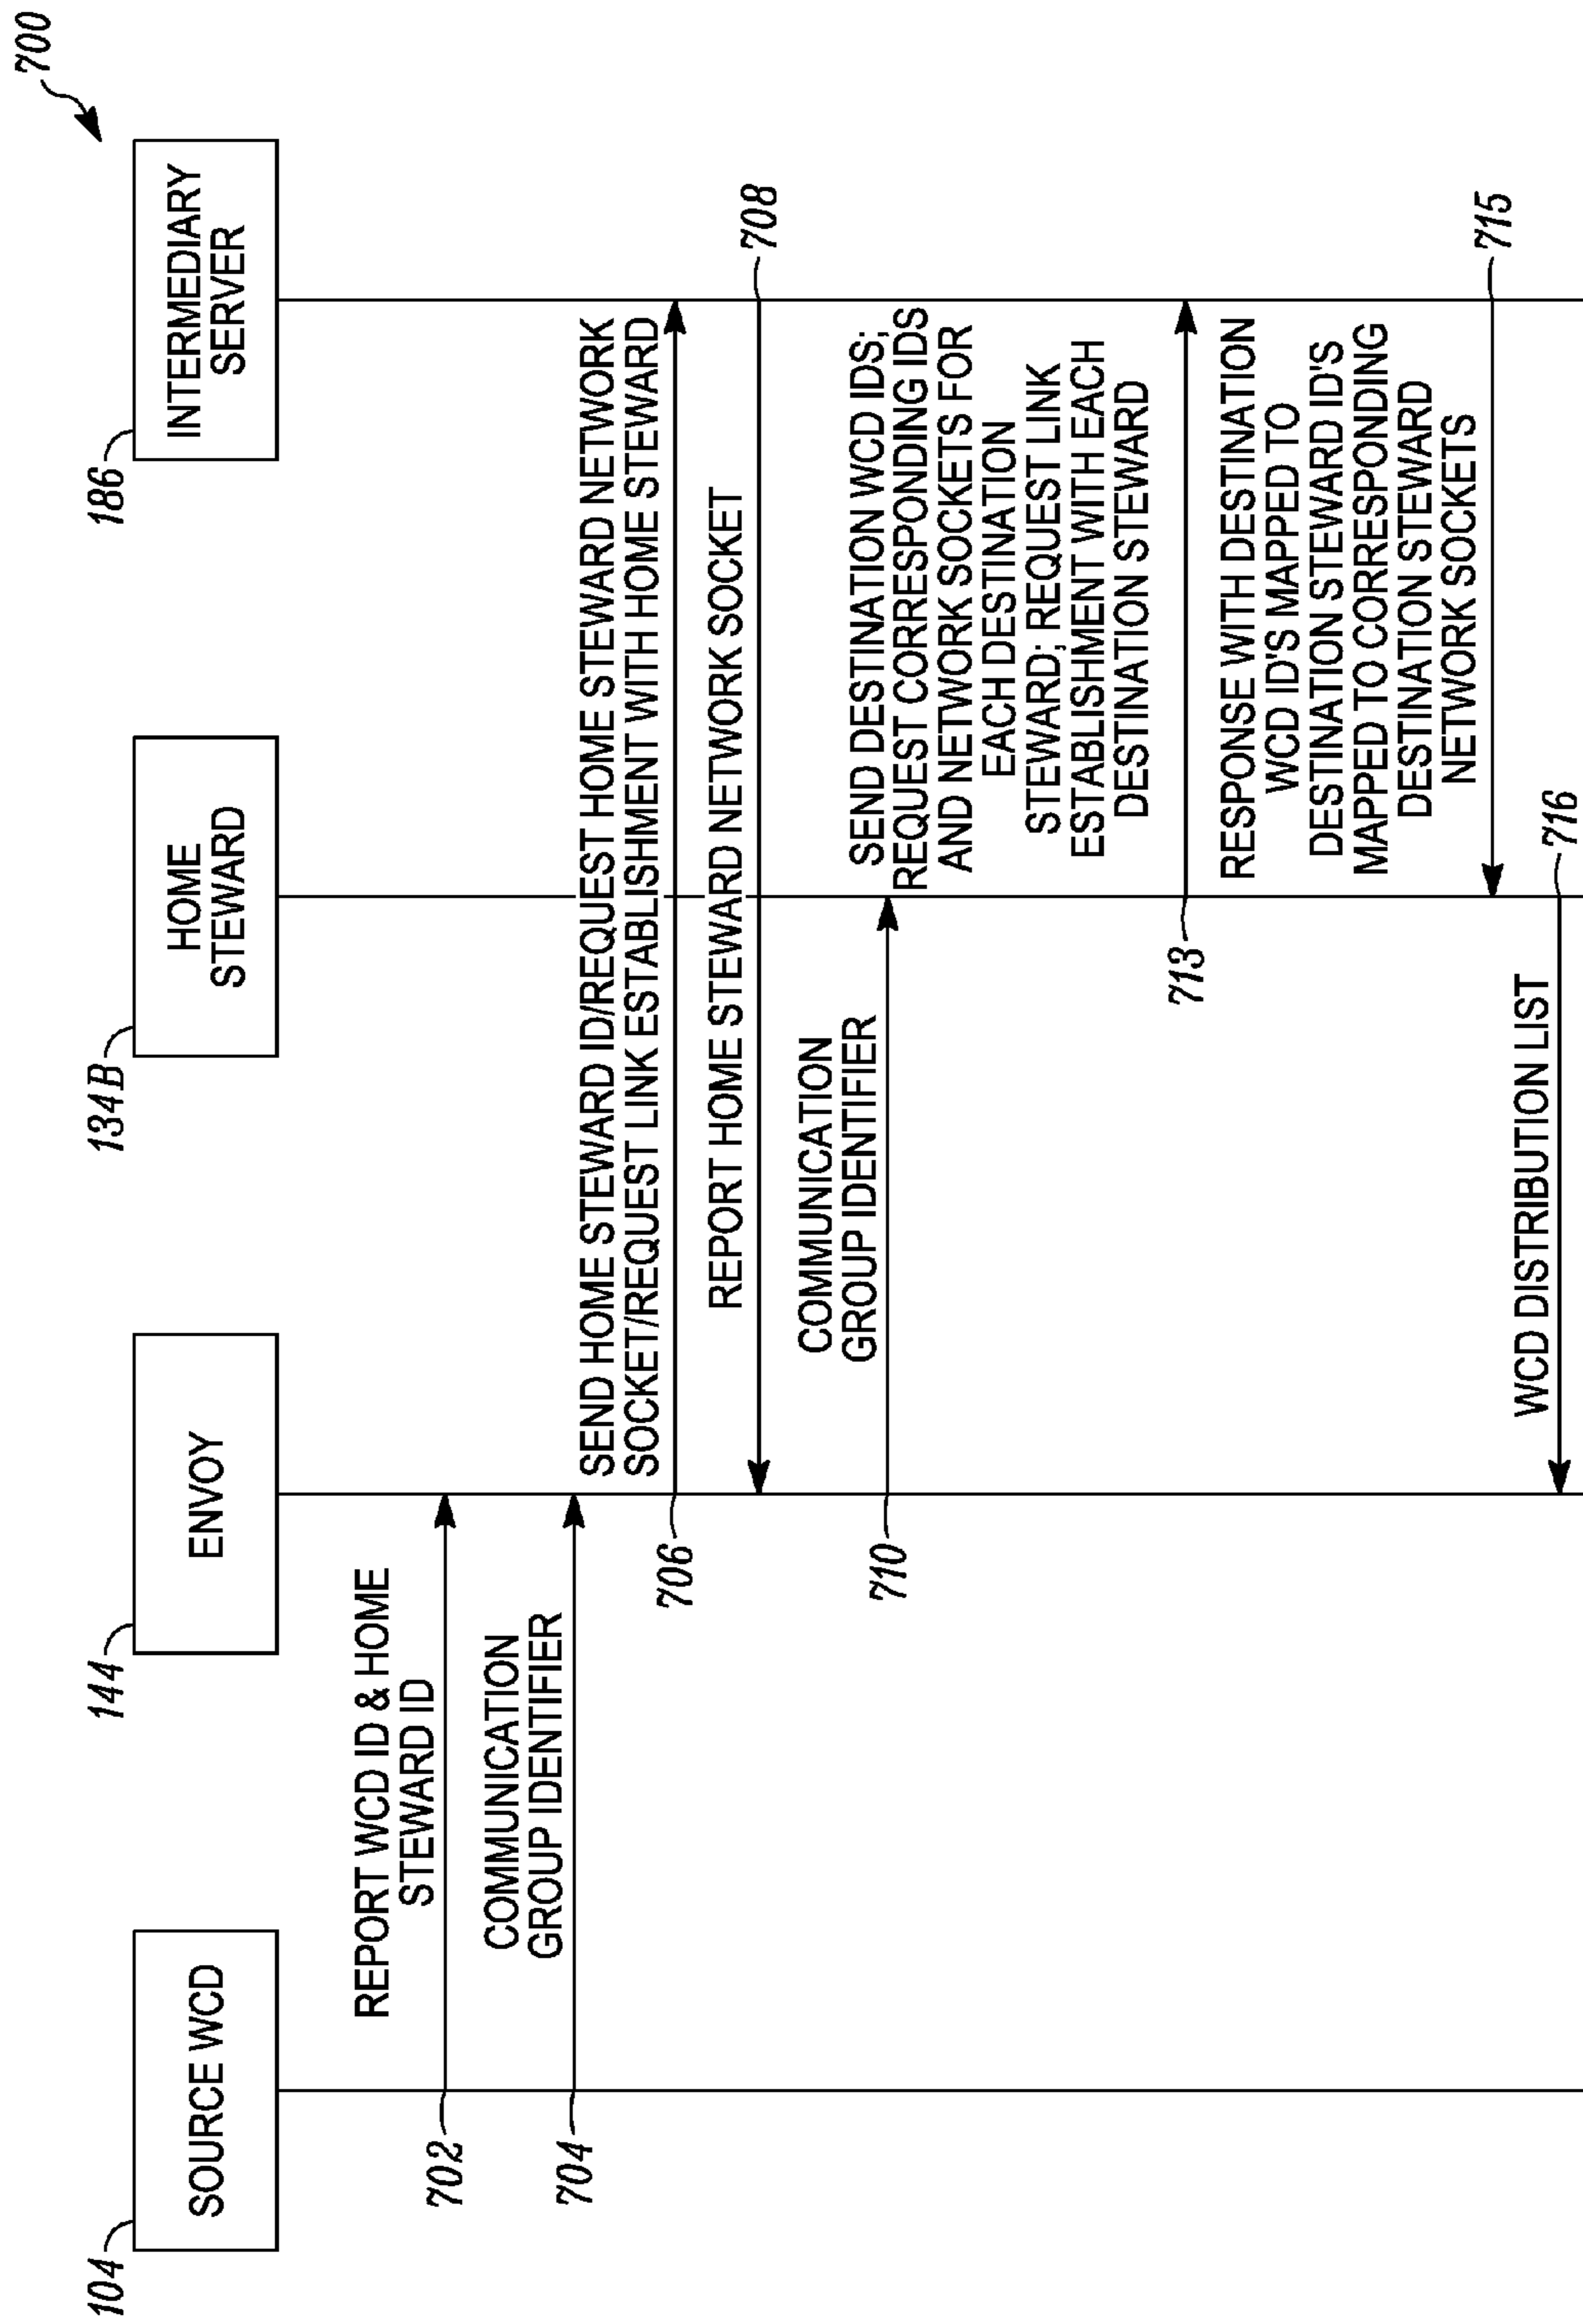 700
104
SOURCE WCD
144
ENVOY
134B
HOME
STEWARD
186
INTERMEDIARY
SERVER
REPORT WCD ID & HOME
STEWARD ID
702
COMMUNICATION
GROUP IDENTIFIER
704
SEND HOME STEWARD ID/REQUEST HOME STEWARD NETWORK
SOCKET/REQUEST LINK ESTABLISHMENT WITH HOME STEWARD
706
REPORT HOME STEWARD NETWORK SOCKET
708
COMMUNICATION
GROUP IDENTIFIER
710
SEND DESTINATION WCD IDS;
REQUEST CORRESPONDING IDS
AND NETWORK SOCKETS FOR
EACH DESTINATION
STEWARD; REQUEST LINK
ESTABLISHMENT WITH EACH
DESTINATION STEWARD
713
RESPONSE WITH DESTINATION
WCD ID'S MAPPED TO
DESTINATION STEWARD ID'S
MAPPED TO CORRESPONDING
DESTINATION STEWARD
NETWORK SOCKETS
715
WCD DISTRIBUTION LIST
716